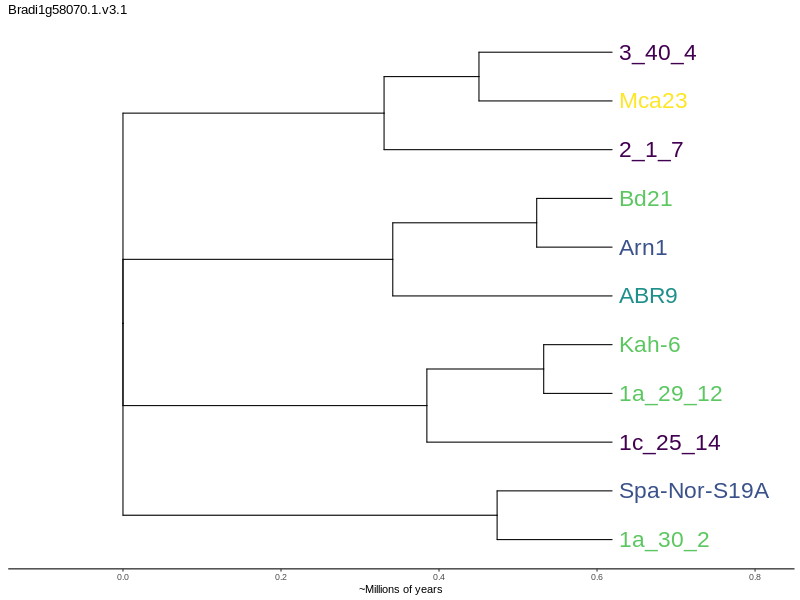 Bradi1g58070.1.v3.1
3_40_4
Mca23
2_1_7
Bd21
Arn1
ABR9
Kah-6
1a_29_12
1c_25_14
Spa-Nor-S19A
1a_30_2
0.0 0.2 0.4 0.6 0.8
~Millions of years